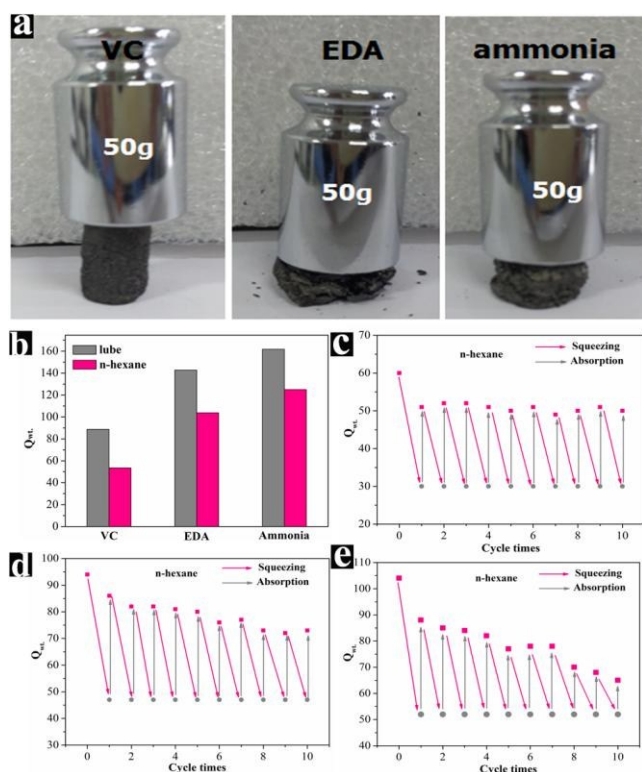 a
VC
EDA
ammonia
50g
50g
50g
b
lube
n-hexane
160
140
120
100
80
60
40
20
0
Qwt.
VC
EDA
Ammonia
c
n-hexane
Squeezing
Absorption
70
60
50
40
30
20
Qwt.
0 2 4 6 8 10
Cycle times
d
n-hexane
Squeezing
Absorption
100
90
80
70
60
50
40
30
Qwt.
0 2 4 6 8 10
Cycle times
e
n-hexane
Squeezing
Absorption
110
100
90
80
70
60
50
40
Qwt.
0 2 4 6 8 10
Cycle times